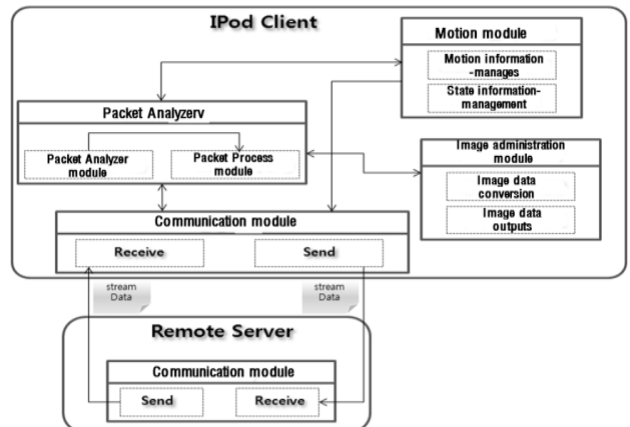 IPod Client
Motion module
Motion information
-manages
State information-
management
Packet Analyzerv
Packet Analyzer
module
Packet Process
module
Image administration
module
Image data
conversion
Image data
outputs
Communication module
Receive
Send
stream
Data
stream
Data
Remote Server
Communication module
Send
Receive